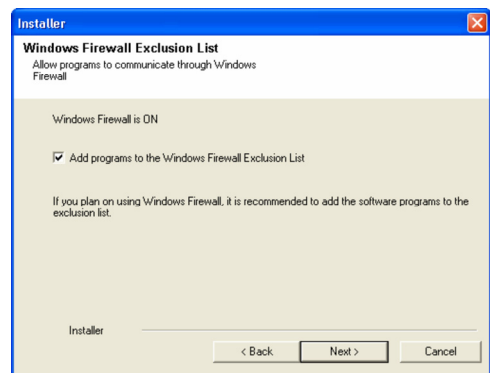 Installer
Windows Firewall Exclusion List
Allow programs to communicate through Windows
Firewall
Windows Firewall is ON
Add programs to the Windows Firewall Exclusion List
If you plan on using Windows Firewall, it is recommended to add the software programs to the
exclusion list.
Installer
< Back
Next >
Cancel